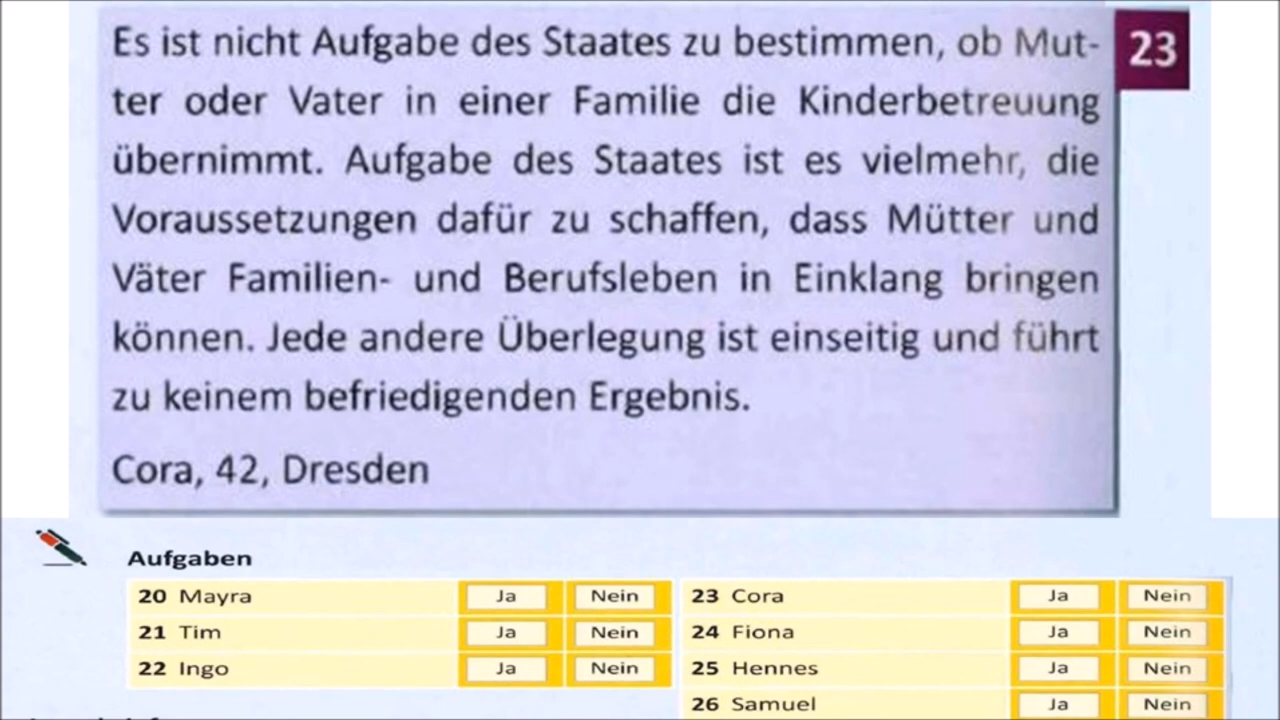 Es ist nicht Aufgabe des Staates zu bestimmen, ob Mut-
ter oder Vater in einer Familie die Kinderbetreuung
übernimmt. Aufgabe des Staates ist es vielmehr, die
Voraussetzungen dafür zu schaffen, dass Mütter und
Väter Familien- und Berufsleben in Einklang bringen
können. Jede andere Überlegung ist einseitig und führt
zu keinem befriedigenden Ergebnis.
Cora, 42, Dresden
23
Aufgaben
20 Mayra Ja Nein
21 Tim Ja Nein
22 Ingo Ja Nein
23 Cora Ja Nein
24 Fiona Ja Nein
25 Hennes Ja Nein
26 Samuel Ja Nein